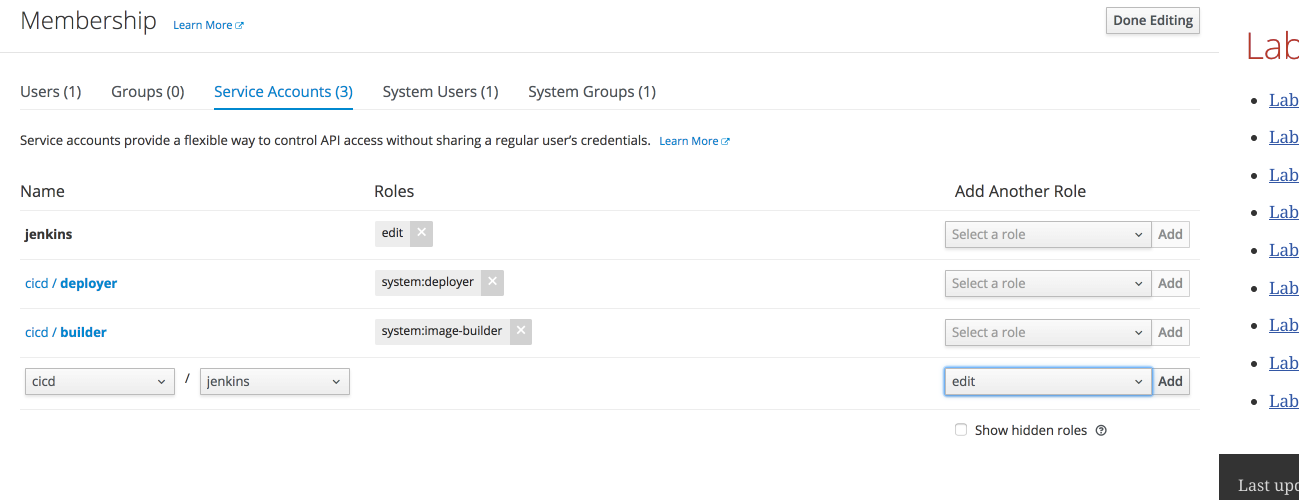 Membership Learn More Done Editing
Users (1) Groups (0) Service Accounts (3) System Users (1) System Groups (1)
Service accounts provide a flexible way to control API access without sharing a regular user's credentials. Learn More
Name Roles Add Another Role
jenkins edit × Select a role Add
cicd / deployer system:deployer × Select a role Add
cicd / builder system:image-builder × Select a role Add
cicd / jenkins edit Add
Show hidden roles
Lab
Lab
Lab
Lab
Lab
Lab
Lab
Lab
Lab
Lab
Last upd